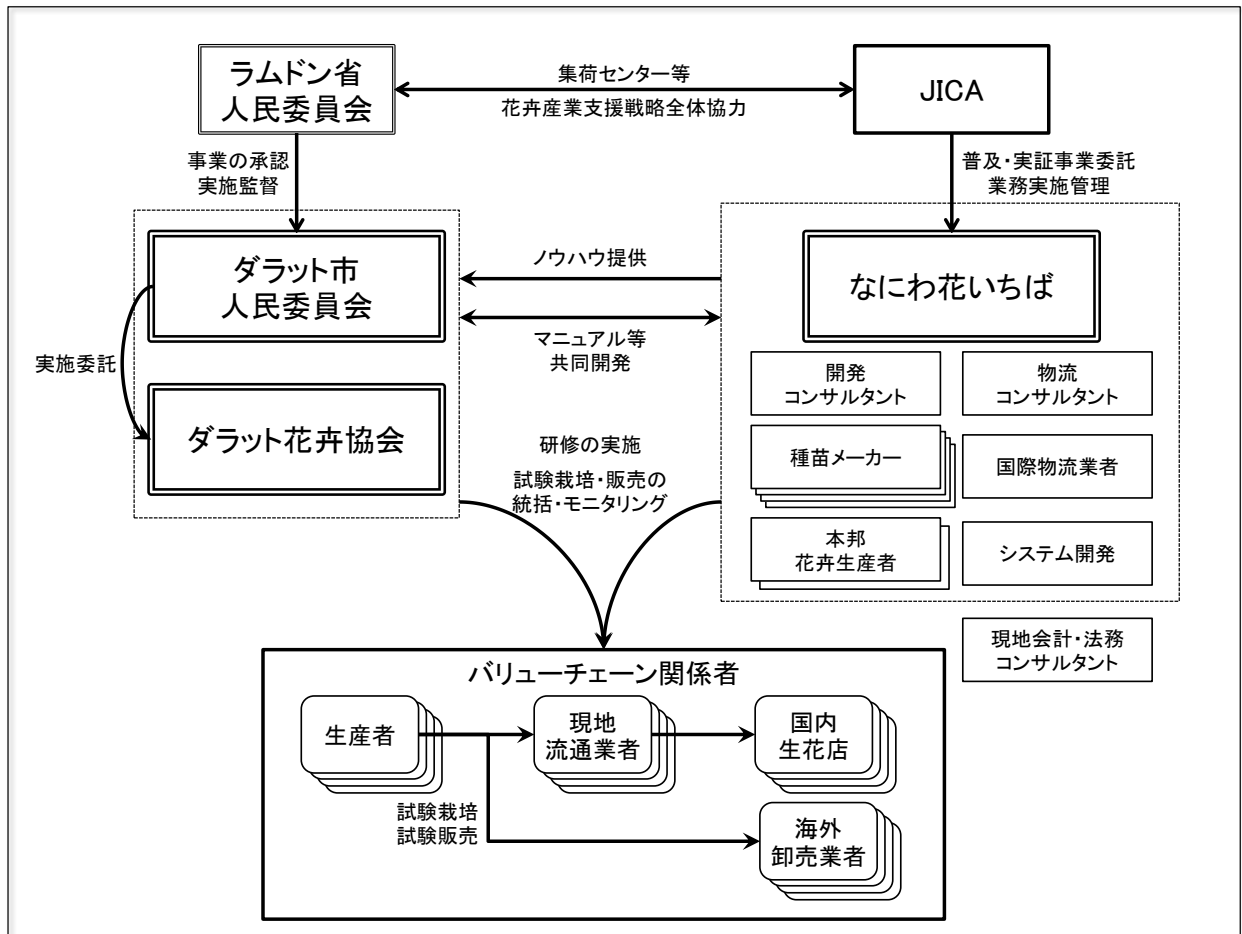 ラムドン省
人民委員会
集荷センター等
花卉産業支援戦略全体協力
JICA
事業の承認
実施監督
普及・実証事業委託
業務実施管理
ダラット市
人民委員会
ノウハウ提供
なにわ花いちば
マニュアル等
共同開発
実施委託
ダラット花卉協会
開発
コンサルタント
物流
コンサルタント
種苗メーカー
国際物流業者
本邦
花卉生産者
システム開発
研修の実施
試験栽培・販売の
統括・モニタリング
現地会計・法務
コンサルタント
バリューチェーン関係者
生産者
現地
流通業者
国内
生花店
試験栽培
試験販売
海外
卸売業者